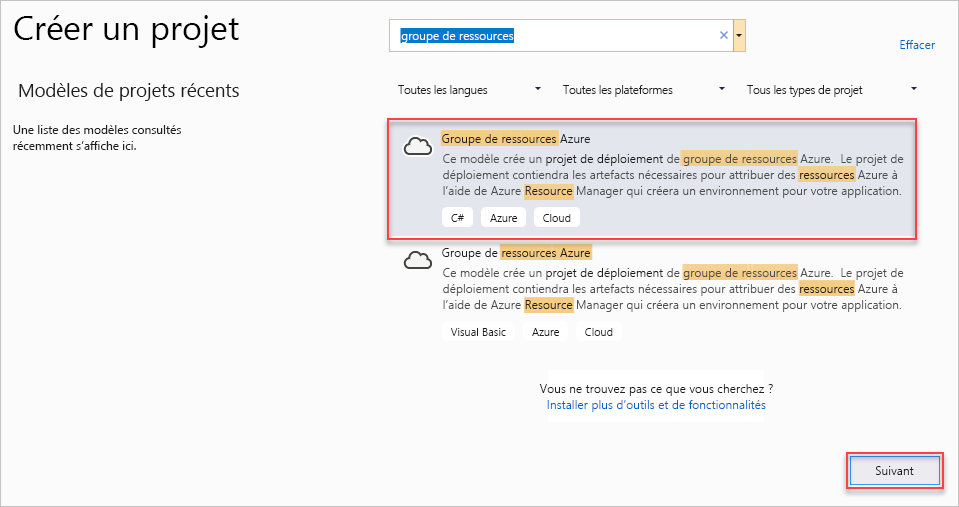 Créer un projet
groupe de ressources
Effacer
Modèles de projets récents
Toutes les langues
Toutes les plateformes
Tous les types de projet
Une liste des modèles consultés
récemment s’affiche ici.
Groupe de ressources Azure
Ce modèle crée un projet de déploiement de groupe de ressources Azure. Le projet de
déploiement contiendra les artefacts nécessaires pour attribuer des ressources Azure à
l’aide de Azure Resource Manager qui créera un environnement pour votre application.
C#
Azure
Cloud
Groupe de ressources Azure
Ce modèle crée un projet de déploiement de groupe de ressources Azure. Le projet de
déploiement contiendra les artefacts nécessaires pour attribuer des ressources Azure à
l’aide de Azure Resource Manager qui créera un environnement pour votre application.
Visual Basic
Azure
Cloud
Vous ne trouvez pas ce que vous cherchez ?
Installer plus d’outils et de fonctionnalités
Suivant